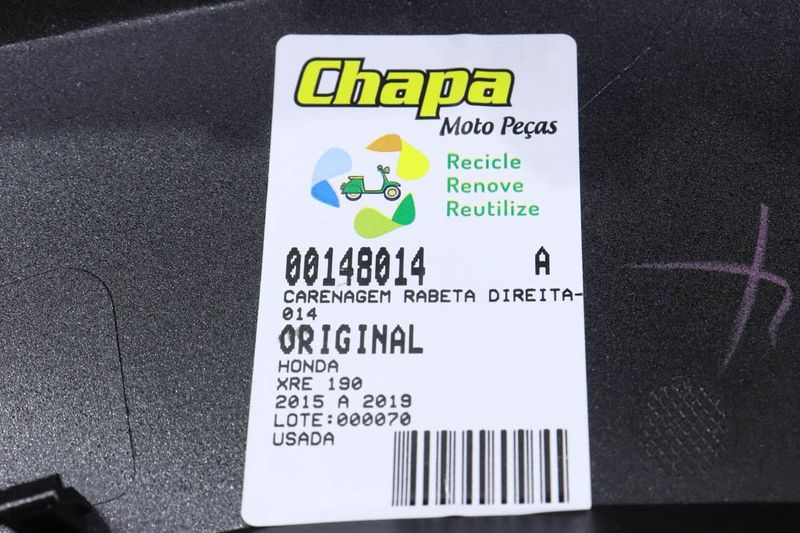 Chapa
Moto Peças
Recicle
Renove
Reutilize
00148014 A
CARENAGEM RABETA DIREITA-
014
ORIGINAL
HONDA
XRE 190
2015 A 2019
LOTE:000070
USADA